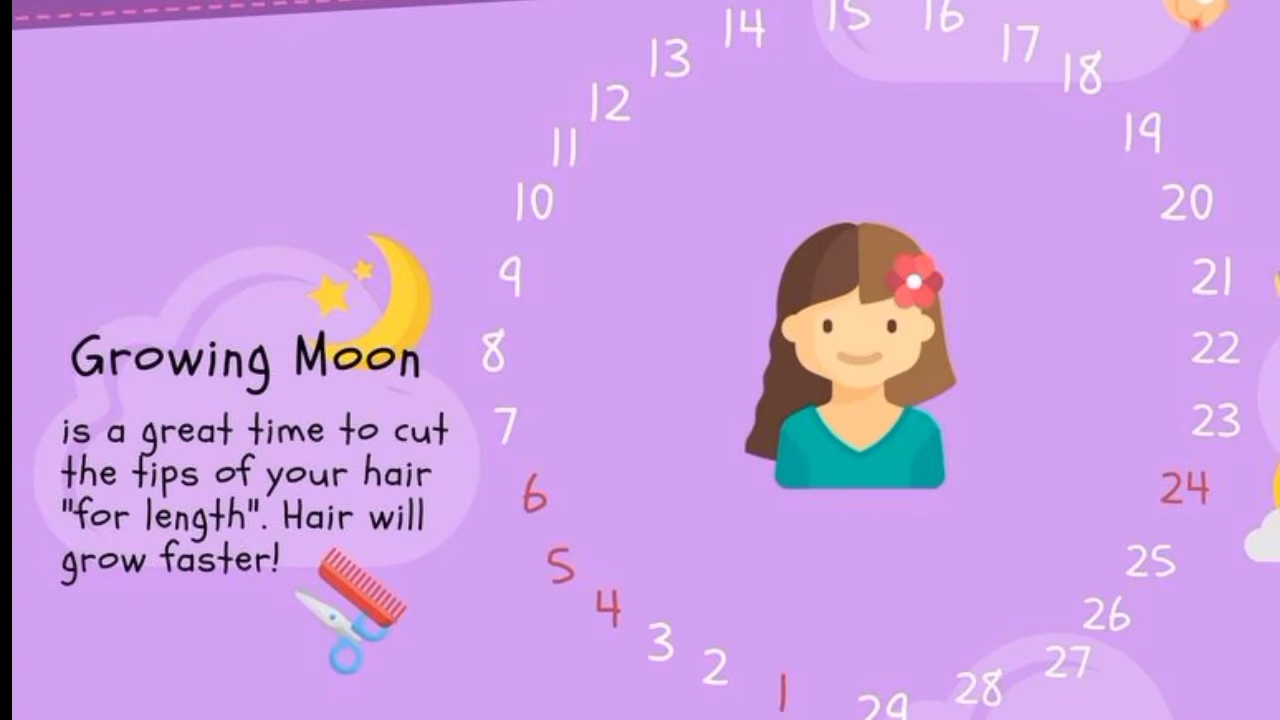 14 15 16
13 17 18
12 19
11
10 20
9 21
Growing Moon 8 22
is a great time to cut 7 23
the tips of your hair 6 24
"for length". Hair will
grow faster! 5 25
4 26
3 2 27
1 29 28